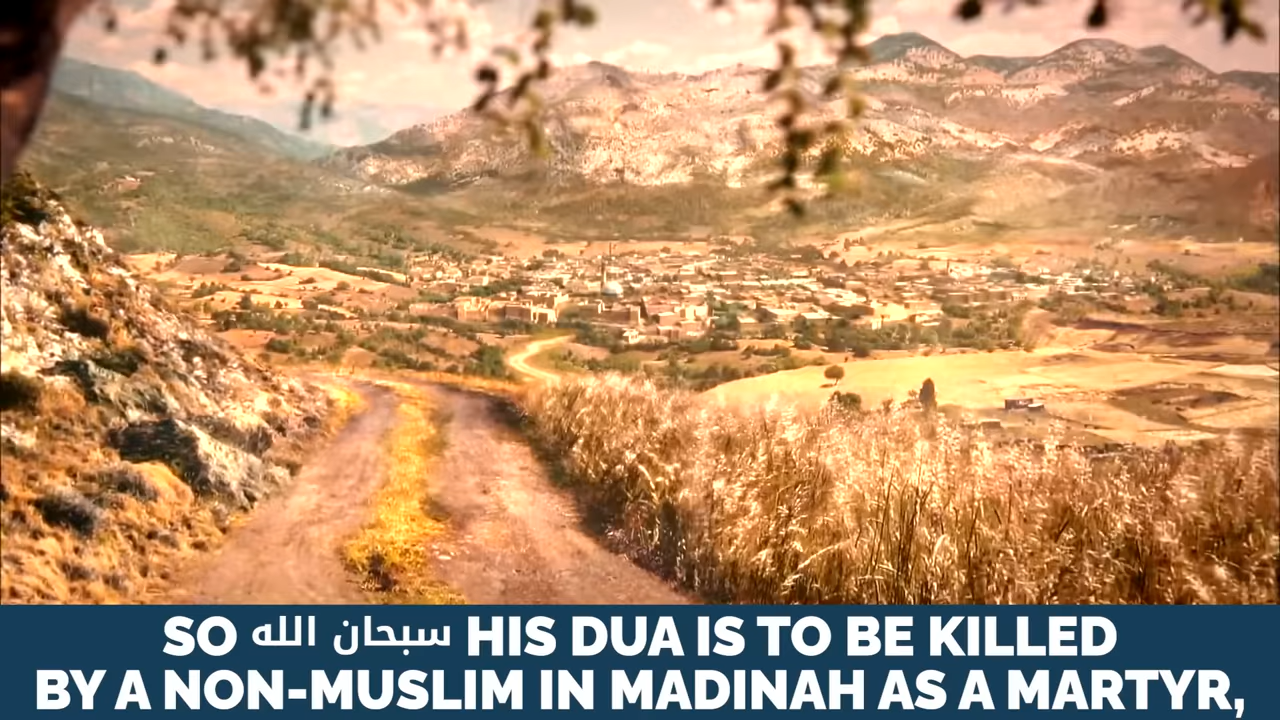 SO سبحان الله HIS DUA IS TO BE KILLED
BY A NON-MUSLIM IN MADINAH AS A MARTYR,